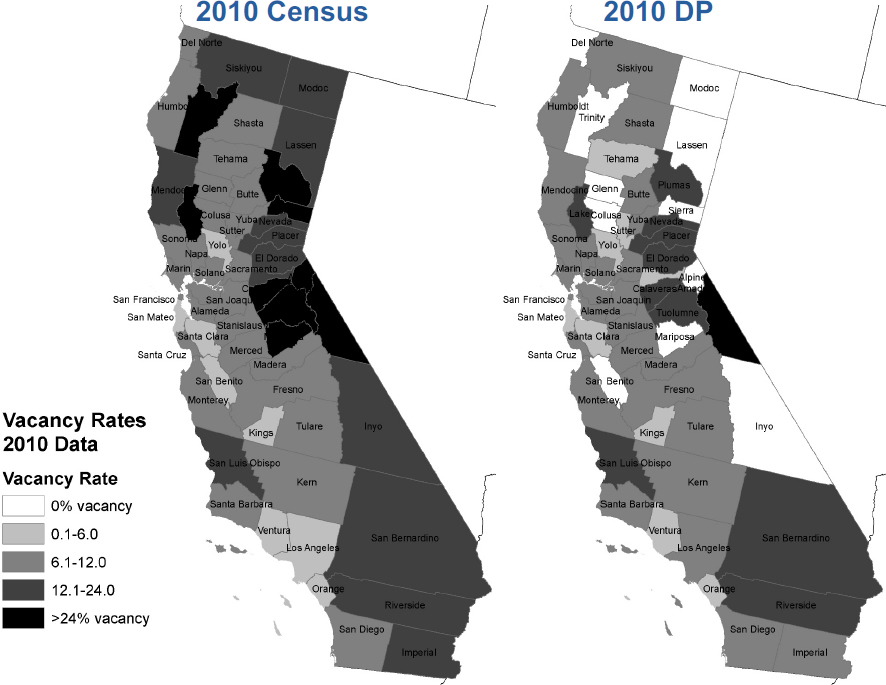 2010 Census
Del Norte
Siskiyou
Modoc
Humbo
Shasta
Lassen
Tehama
Mendoc
Glenn
Butte
Colusa
Yuba
Nevada
Sutter
Placer
Sonoma
Yolo
Napa
El Dorado
Marin
Solano
Sacramento
C
San Francisco
San Joaqu
Alameda
San Mateo
Stanislaus
Santa Clara
Santa Cruz
Merced
Madera
San Benito
Fresno
Monterey
Kings
Tulare
Inyo
San Luis Obispo
Kern
Santa Barbara
Ventura
Los Angeles
San Bernardino
Orange
Riverside
San Diego
Imperial
Vacancy Rates
2010 Data
Vacancy Rate
0% vacancy
0.1-6.0
6.1-12.0
12.1-24.0
>24% vacancy
2010 DP
Del Norte
Siskiyou
Modoc
Humboldt
Trinity
Shasta
Lassen
Tehama
Plumas
Mendocino
Glenn
Butte
Lake
Colusa
Sierra
Yuba
Nevada
Sutter
Placer
Sonoma
Yolo
Napa
El Dorado
Marin
Solano
Sacramento
Alpine
Calaveras
San Francisco
San Joaquin
Alameda
San Mateo
Tuolumne
Stanislaus
Santa Clara
Mariposa
Santa Cruz
Merced
Madera
San Benito
Fresno
Monterey
Kings
Tulare
Inyo
San Luis Obispo
Kern
Santa Barbara
Ventura
Los Angeles
San Bernardino
Orange
Riverside
San Diego
Imperial